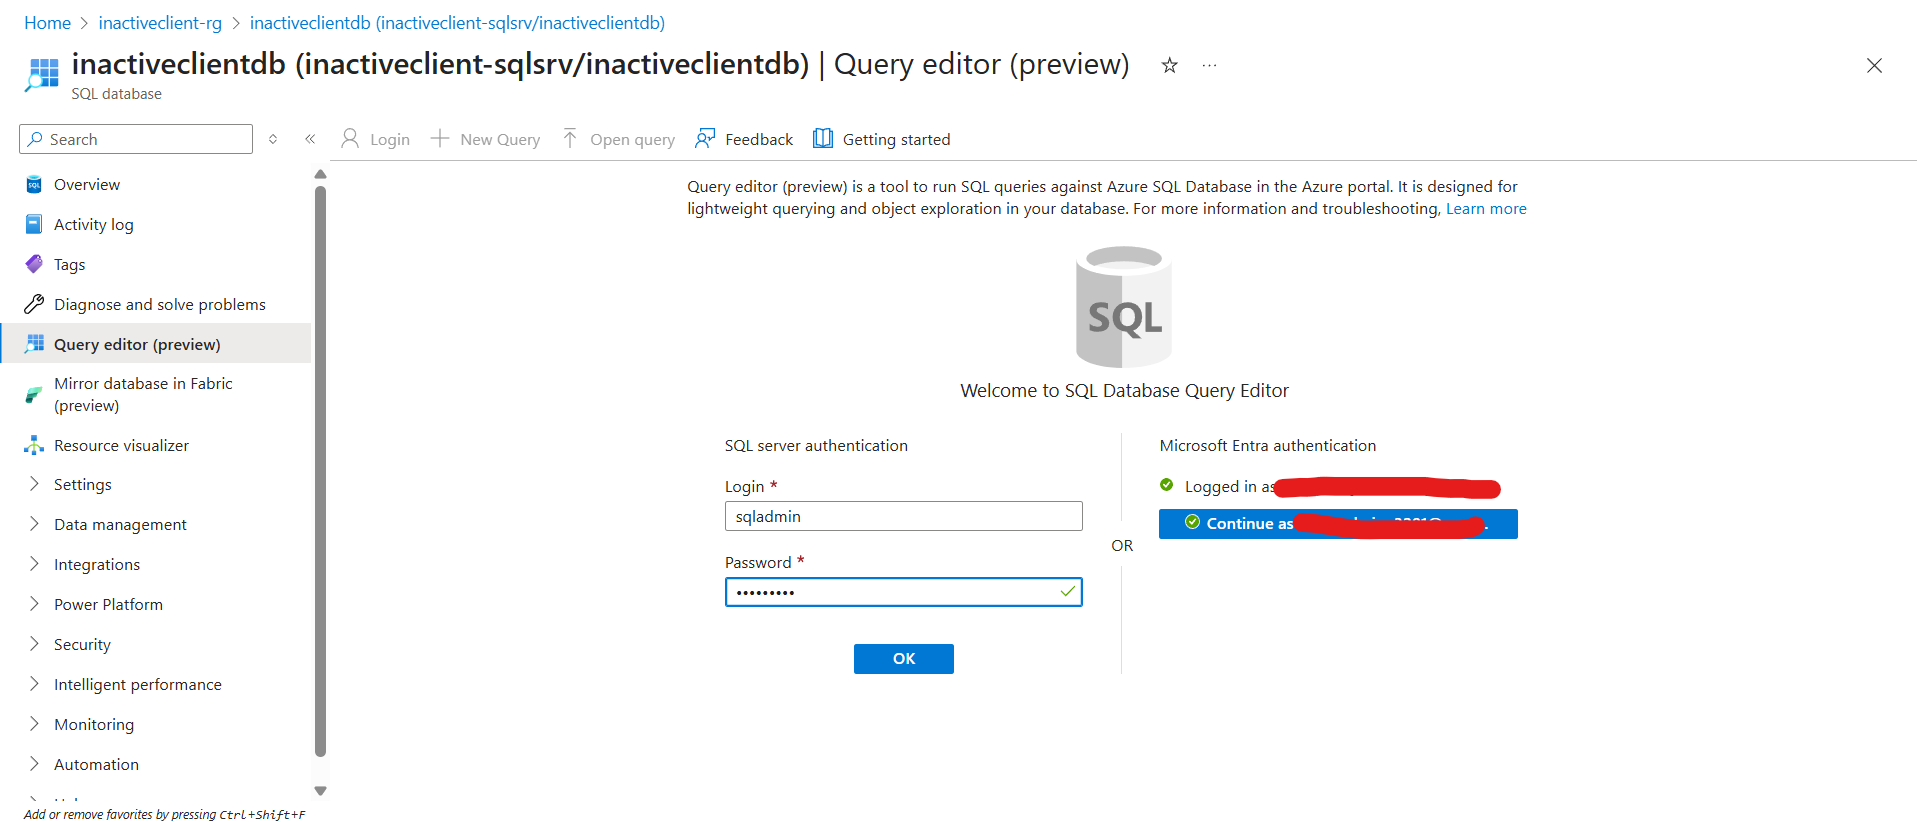 Home > inactiveclient-rg > inactiveclientdb (inactiveclient-sqlsrv/inactiveclientdb)
inactiveclientdb (inactiveclient-sqlsrv/inactiveclientdb) | Query editor (preview) ☆ ···
SQL database
Search
Login
New Query
Open query
Feedback
Getting started
Overview
Activity log
Tags
Diagnose and solve problems
Query editor (preview)
Mirror database in Fabric
(preview)
Resource visualizer
Settings
Data management
Integrations
Power Platform
Security
Intelligent performance
Monitoring
Automation
Add or remove favorites by pressing Ctrl+Shift+F
Query editor (preview) is a tool to run SQL queries against Azure SQL Database in the Azure portal. It is designed for
lightweight querying and object exploration in your database. For more information and troubleshooting, Learn more
SQL
Welcome to SQL Database Query Editor
SQL server authentication
Login *
sqladmin
Password *
•••••••••
OK
OR
Microsoft Entra authentication
Logged in as
Continue as